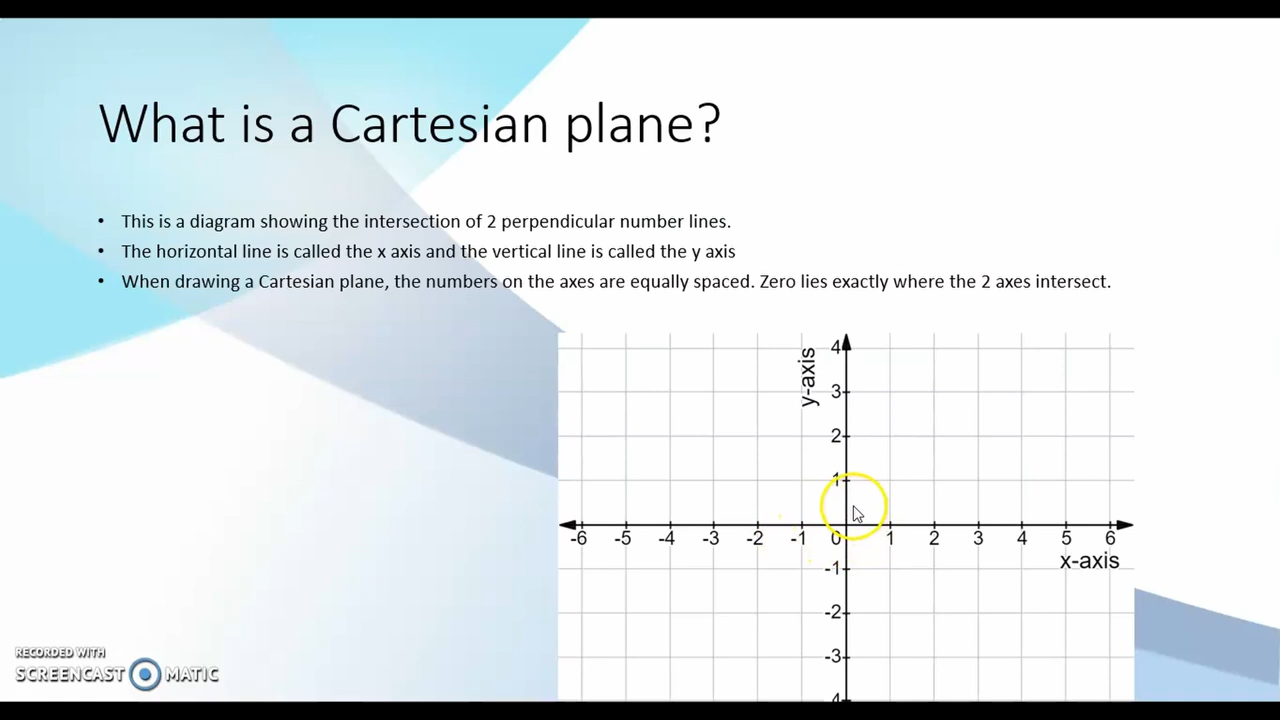 What is a Cartesian plane?
• This is a diagram showing the intersection of 2 perpendicular number lines.
• The horizontal line is called the x axis and the vertical line is called the y axis
• When drawing a Cartesian plane, the numbers on the axes are equally spaced. Zero lies exactly where the 2 axes intersect.
y-axis
4
3
2
1
-6 -5 -4 -3 -2 -1 0 1 2 3 4 5 6
x-axis
-1
-2
-3
RECORDED WITH
SCREENCAST MATIC